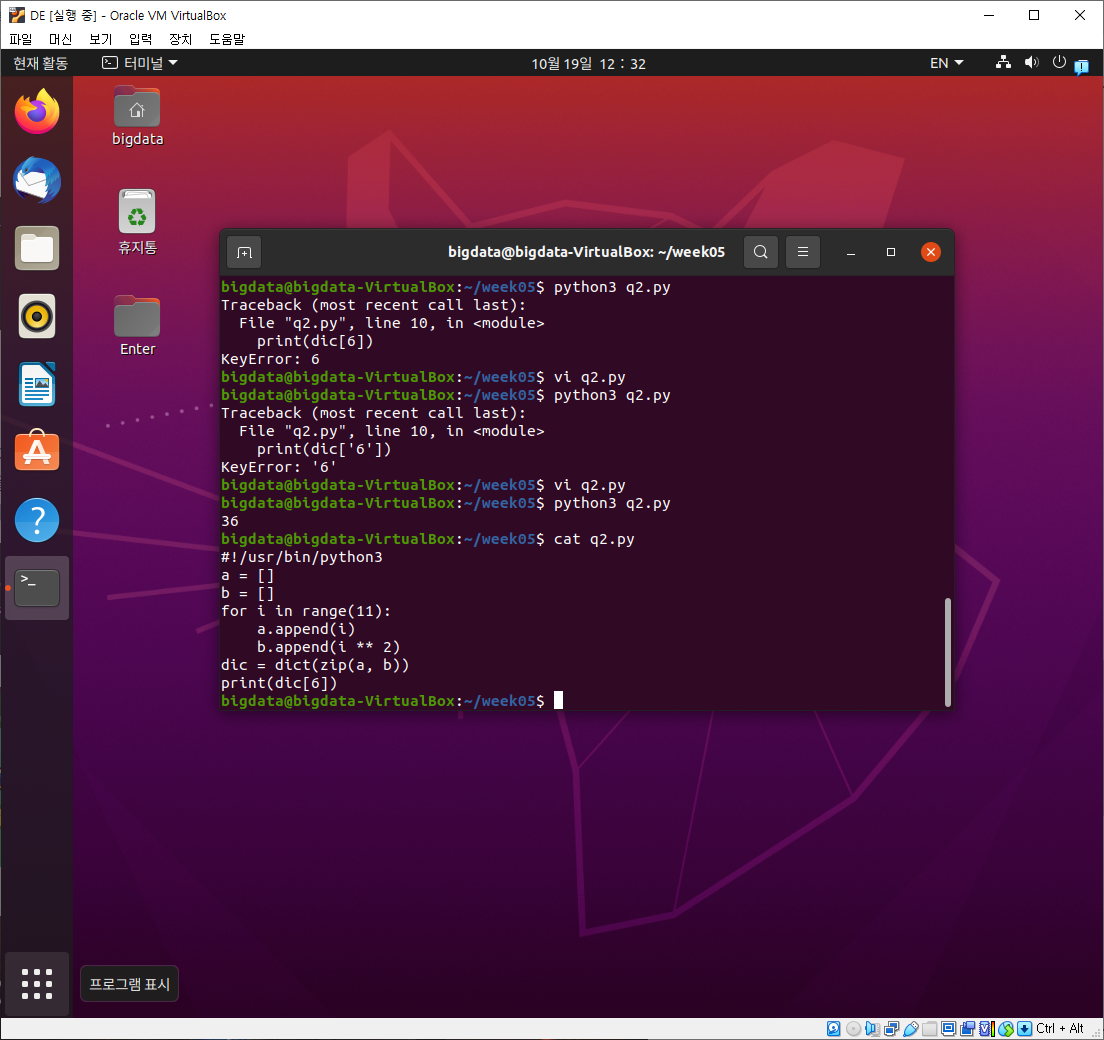 DE [실행 중] - Oracle VM VirtualBox
파일 머신 보기 입력 장치 도움말
현재 활동 터미널 10월 19일 12 : 32 EN
bigdata
휴지통
Enter
bigdata@bigdata-VirtualBox: ~/week05
bigdata@bigdata-VirtualBox:~/week05$ python3 q2.py
Traceback (most recent call last):
  File "q2.py", line 10, in <module>
    print(dic[6])
KeyError: 6
bigdata@bigdata-VirtualBox:~/week05$ vi q2.py
bigdata@bigdata-VirtualBox:~/week05$ python3 q2.py
Traceback (most recent call last):
  File "q2.py", line 10, in <module>
    print(dic['6'])
KeyError: '6'
bigdata@bigdata-VirtualBox:~/week05$ vi q2.py
bigdata@bigdata-VirtualBox:~/week05$ python3 q2.py
36
bigdata@bigdata-VirtualBox:~/week05$ cat q2.py
#!/usr/bin/python3
a = []
b = []
for i in range(11):
    a.append(i)
    b.append(i ** 2)
dic = dict(zip(a, b))
print(dic[6])
bigdata@bigdata-VirtualBox:~/week05$
프로그램 표시
Ctrl + Alt